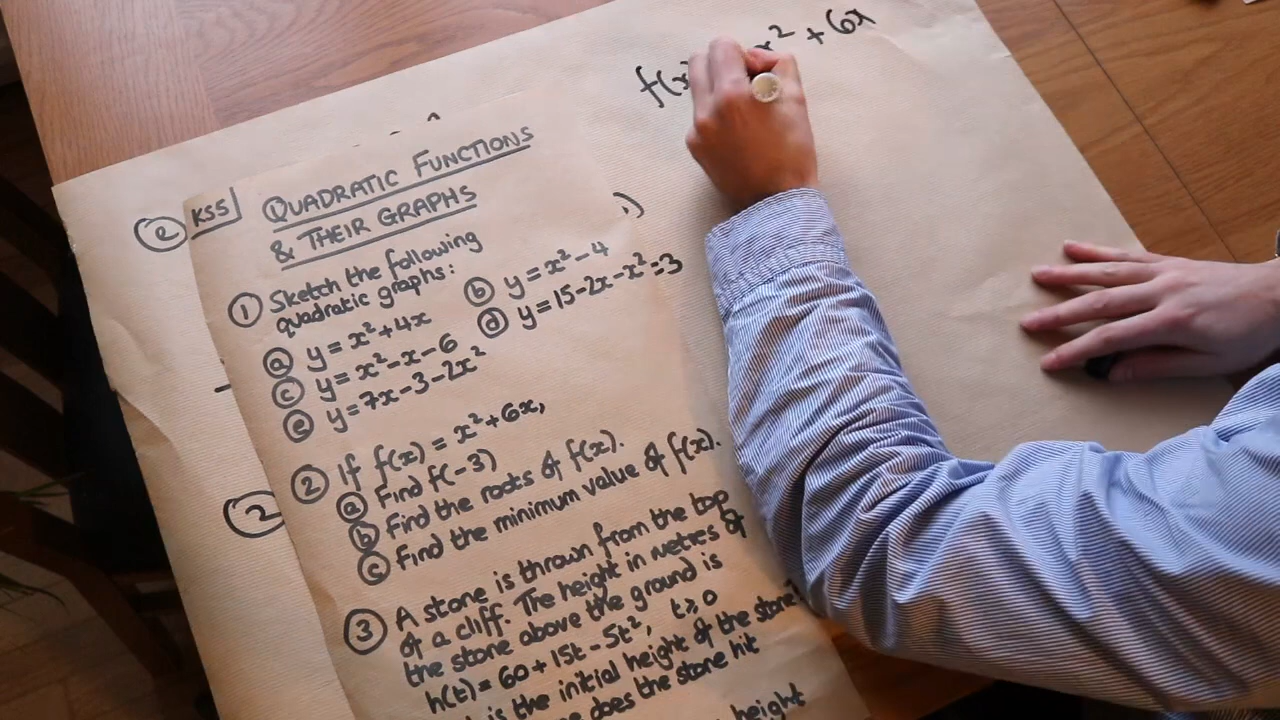 f(x x² + 6x
② KS5 QUADRATIC FUNCTIONS
& THEIR GRAPHS
① Sketch the following
quadratic graphs:
ⓐ y = x² + 4x
ⓑ y = x² - 4
ⓒ y = x² - x - 6
ⓓ y = 15 - 2x - x² = 3
ⓔ y = 7x - 3 - 2x²
② If f(x) = x² + 6x,
ⓐ Find f(-3)
ⓑ Find the roots of f(x).
ⓒ Find the minimum value of f(x).
②
③ A stone is thrown from the top
of a cliff. The height in metres of
the stone above the ground is
h(t) = 60 + 15t - 5t², t ≥ 0
is the initial height of the stone?
does the stone hit
height